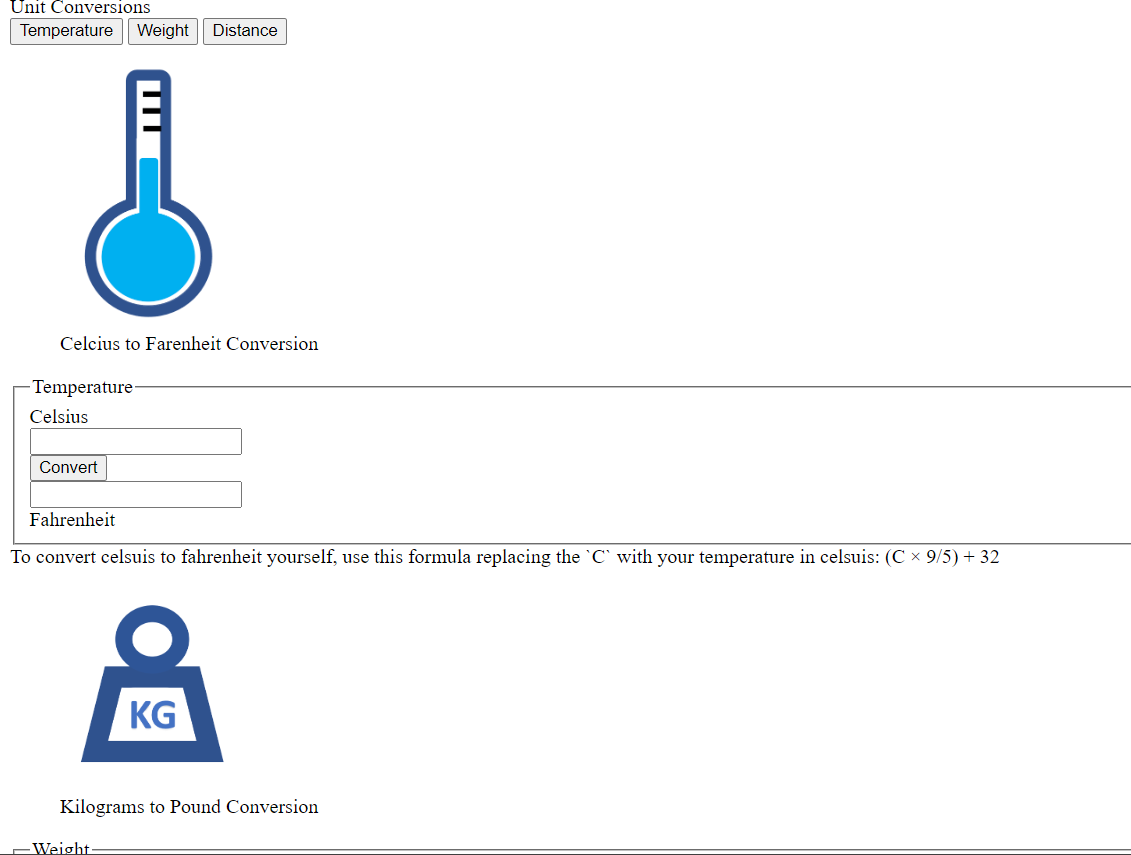 Unit Conversions
Temperature Weight Distance
Celcius to Farenheit Conversion
Temperature
Celsius
Convert
Fahrenheit
To convert celsuis to fahrenheit yourself, use this formula replacing the `C` with your temperature in celsuis: (C × 9/5) + 32
KG
Kilograms to Pound Conversion
Weight